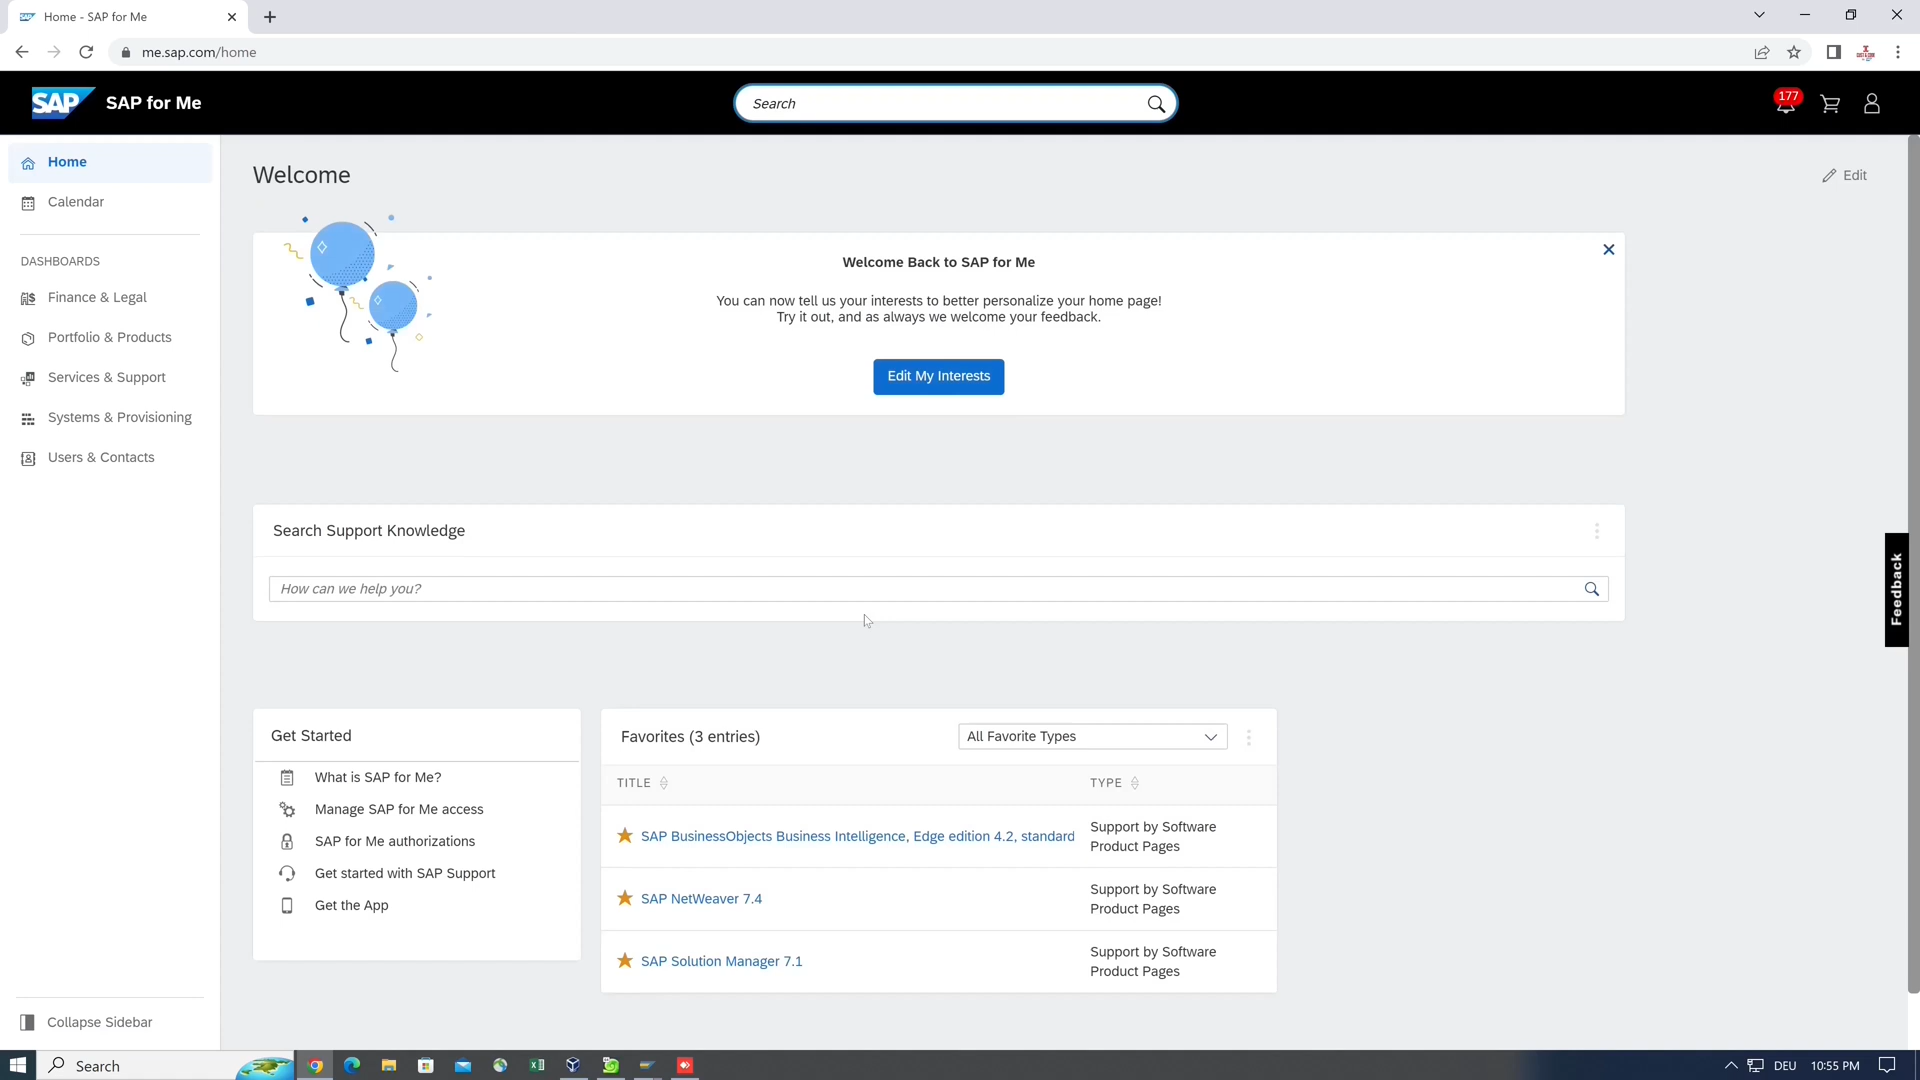 Home - SAP for Me
me.sap.com/home
SAP
SAP for Me
Search
177
Home
Calendar
DASHBOARDS
Finance & Legal
Portfolio & Products
Services & Support
Systems & Provisioning
Users & Contacts
Collapse Sidebar
Welcome
Edit
Welcome Back to SAP for Me
You can now tell us your interests to better personalize your home page!
Try it out, and as always we welcome your feedback.
Edit My Interests
Search Support Knowledge
How can we help you?
Feedback
Get Started
What is SAP for Me?
Manage SAP for Me access
SAP for Me authorizations
Get started with SAP Support
Get the App
Favorites (3 entries)
All Favorite Types
TITLE TYPE
SAP BusinessObjects Business Intelligence, Edge edition 4.2, standard
Support by Software
Product Pages
SAP NetWeaver 7.4
Support by Software
Product Pages
SAP Solution Manager 7.1
Support by Software
Product Pages
Search
DEU 10:55 PM